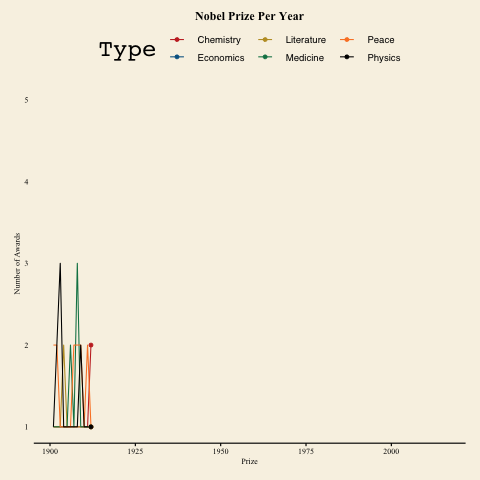 Nobel Prize Per Year
Type
Chemistry Literature Peace
Economics Medicine Physics
5
4
3
2
1
Number of Awards
1900 1925 1950 1975 2000
Prize